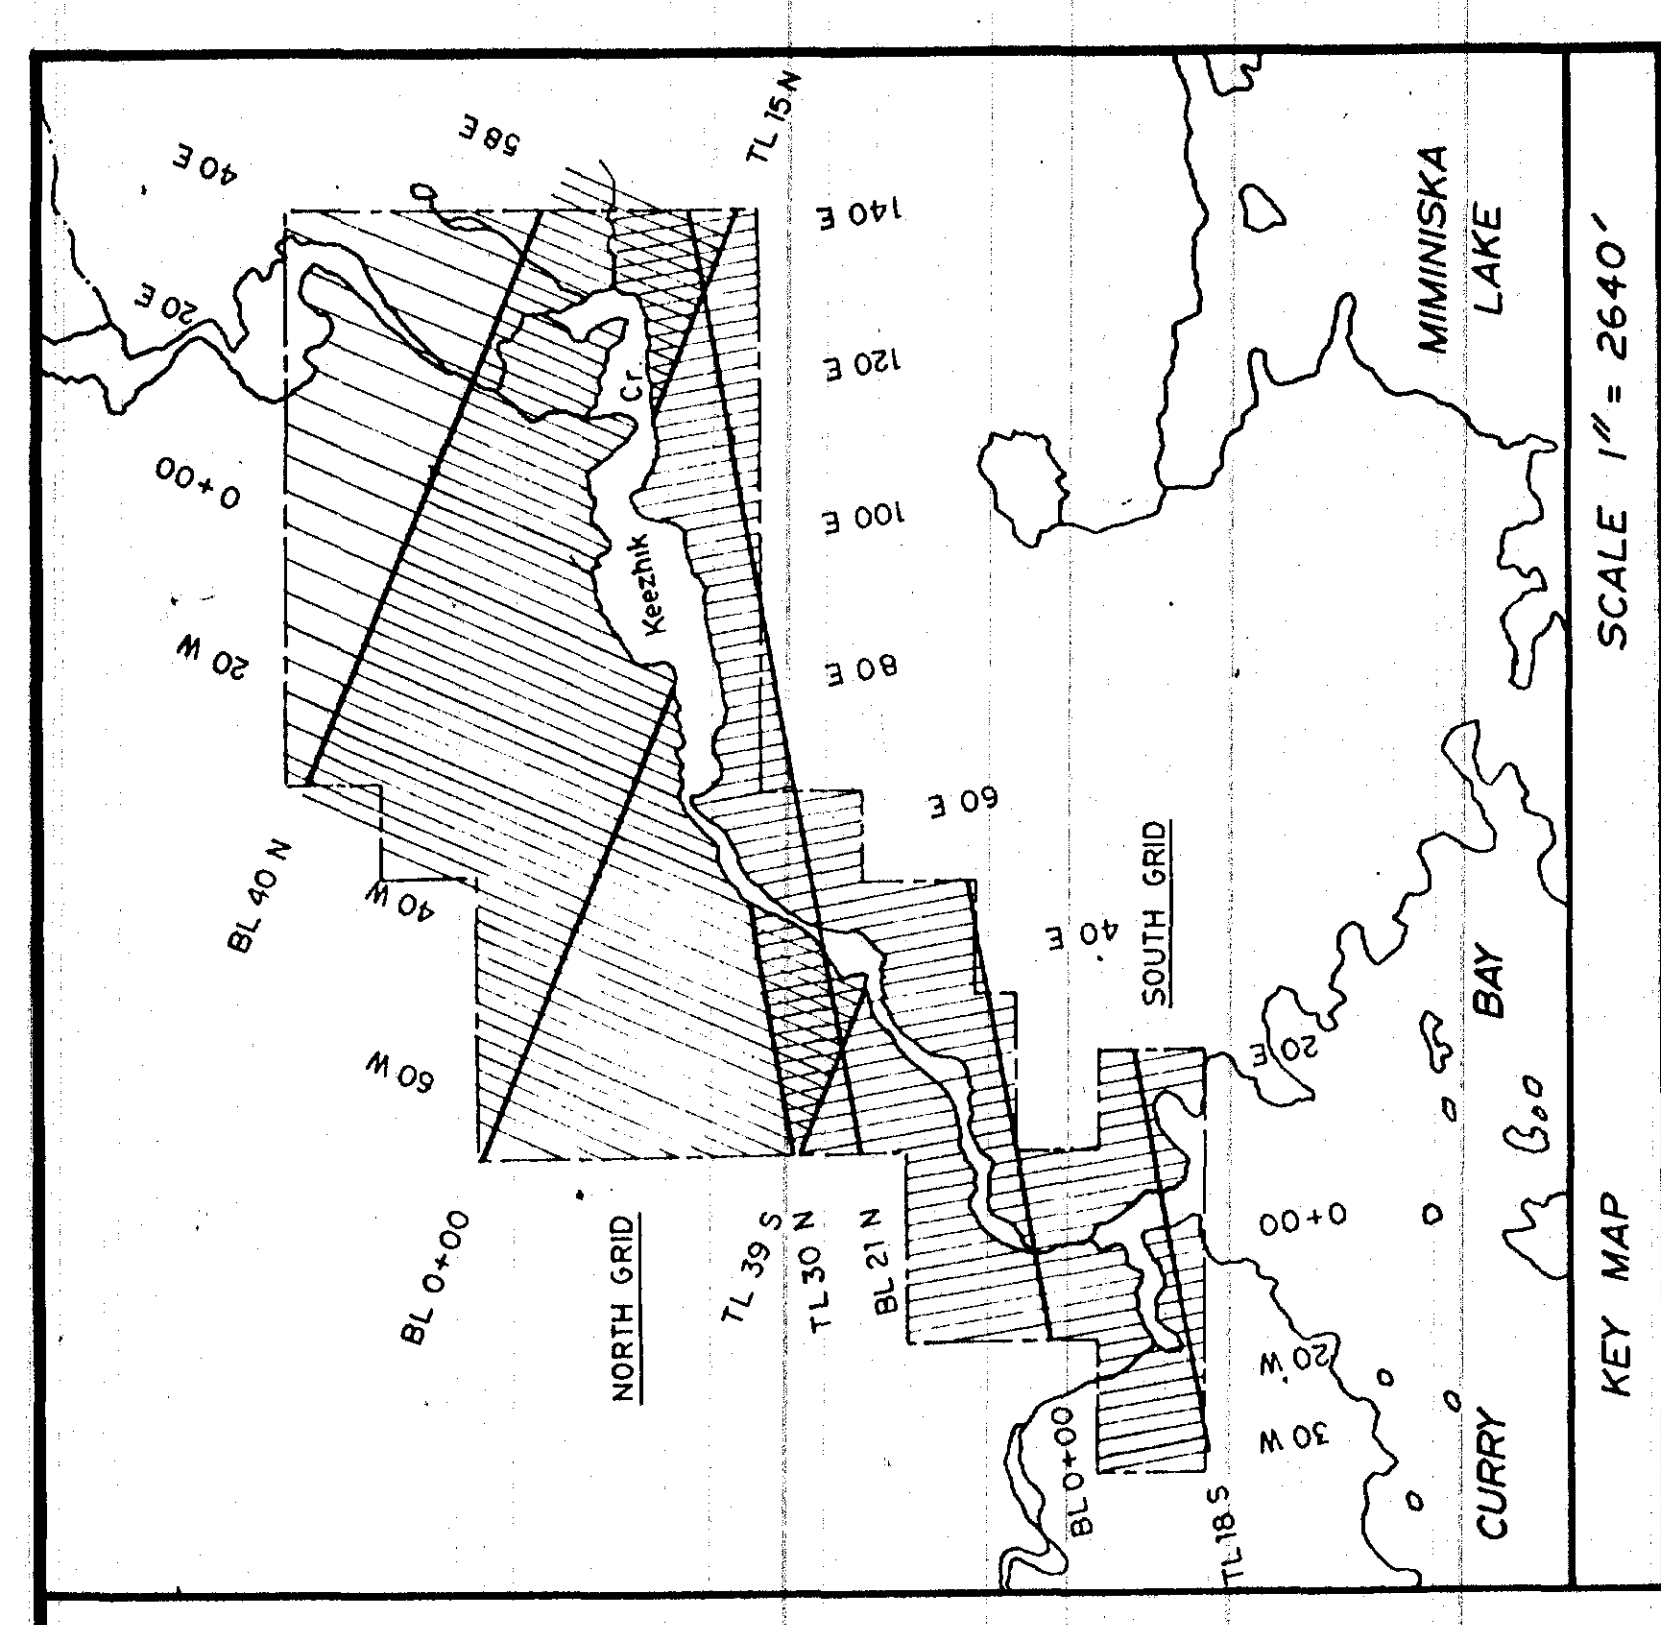 40 E
58 E
TL 15 N
20 E
140 E
120 E
0+00
Cr.
100 E
Keezhik
20 W
80 E
BL 40 N
60 E
40 W
40 E
SOUTH GRID
60 W
20 E
BL 0+00
NORTH GRID
TL 39 S
TL 30 N
BL 21 N
0+00
20 W
30 W
BL 0+00
TL 18 S
MIMINISKA
LAKE
CURRY BAY
KEY MAP
SCALE 1" = 2640'